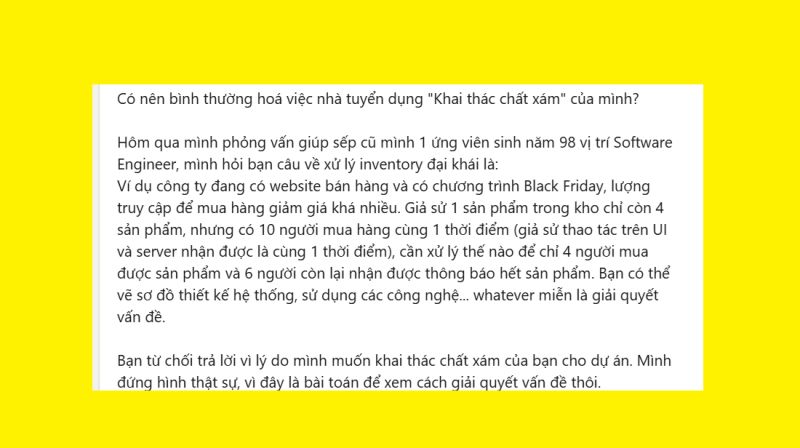 Có nên bình thường hoá việc nhà tuyển dụng "Khai thác chất xám" của mình?
Hôm qua mình phỏng vấn giúp sếp cũ mình 1 ứng viên sinh năm 98 vị trí Software
Engineer, mình hỏi bạn câu về xử lý inventory đại khái là:
Ví dụ công ty đang có website bán hàng và có chương trình Black Friday, lượng
truy cập để mua hàng giảm giá khá nhiều. Giả sử 1 sản phẩm trong kho chỉ còn 4
sản phẩm, nhưng có 10 người mua hàng cùng 1 thời điểm (giả sử thao tác trên UI
và server nhận được là cùng 1 thời điểm), cần xử lý thế nào để chỉ 4 người mua
được sản phẩm và 6 người còn lại nhận được thông báo hết sản phẩm. Bạn có thể
vẽ sơ đồ thiết kế hệ thống, sử dụng các công nghệ... whatever miễn là giải quyết
vấn đề.
Bạn từ chối trả lời vì lý do mình muốn khai thác chất xám của bạn cho dự án. Mình
đứng hình thật sự, vì đây là bài toán để xem cách giải quyết vấn đề thôi.